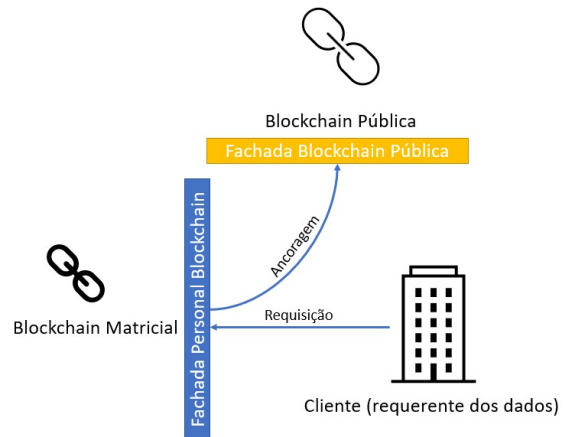 Blockchain Pública
Fachada Blockchain Pública
Fachada Personal Blockchain
Ancoragem
Requisição
Blockchain Matricial
Cliente (requerente dos dados)